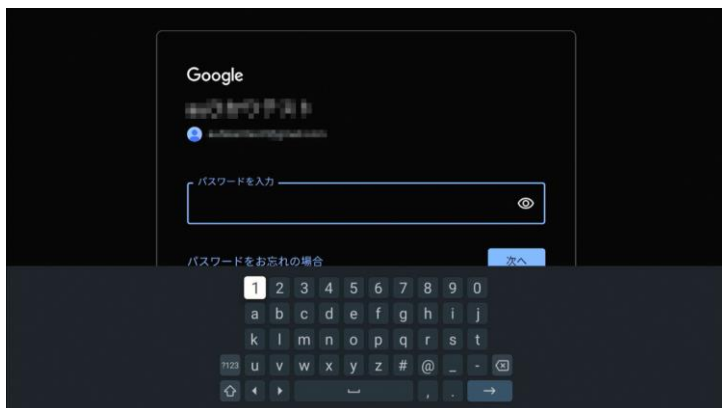 Google
パスワードを入力
パスワードをお忘れの場合
次へ
1 2 3 4 5 6 7 8 9 0
a b c d e f g h i j
k l m n o p q r s t
?123 u v w x y z # @ _ -
, .